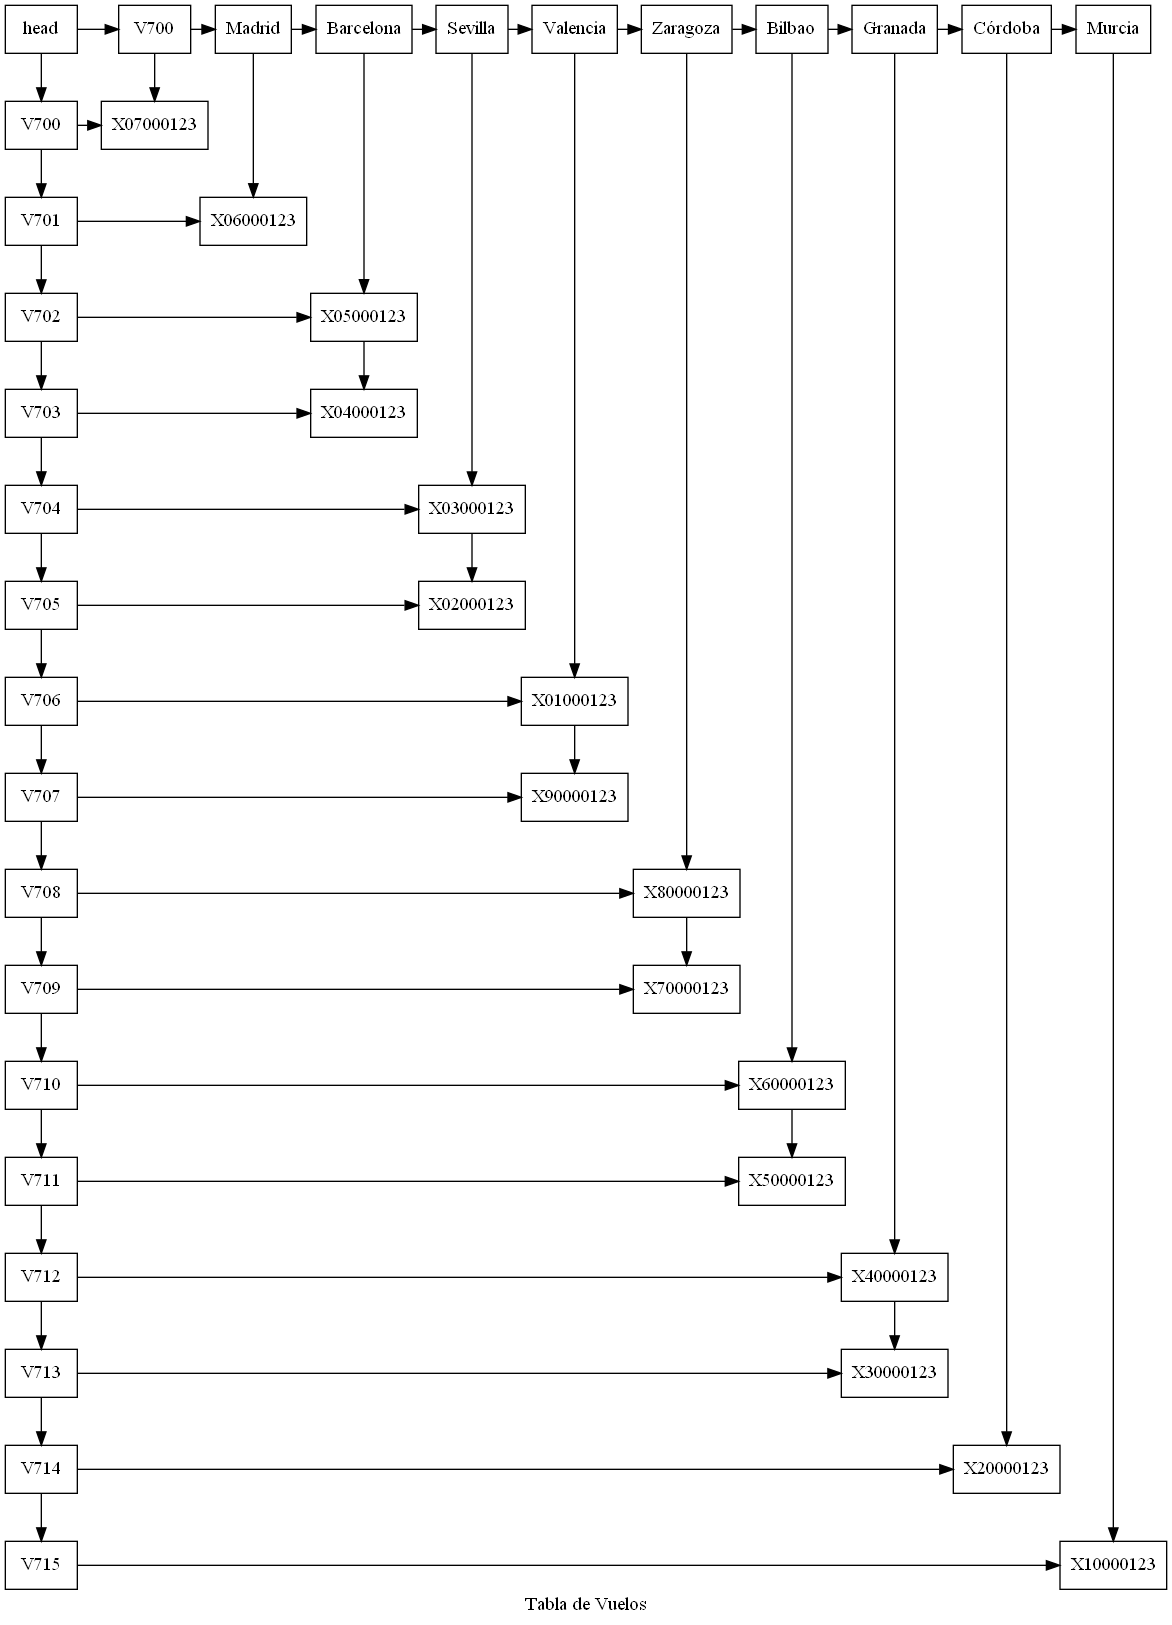 head V700 Madrid Barcelona Sevilla Valencia Zaragoza Bilbao Granada Córdoba Murcia
V700 X07000123
V701 X06000123
V702 X05000123
V703 X04000123
V704 X03000123
V705 X02000123
V706 X01000123
V707 X90000123
V708 X80000123
V709 X70000123
V710 X60000123
V711 X50000123
V712 X40000123
V713 X30000123
V714 X20000123
V715 X10000123
Tabla de Vuelos